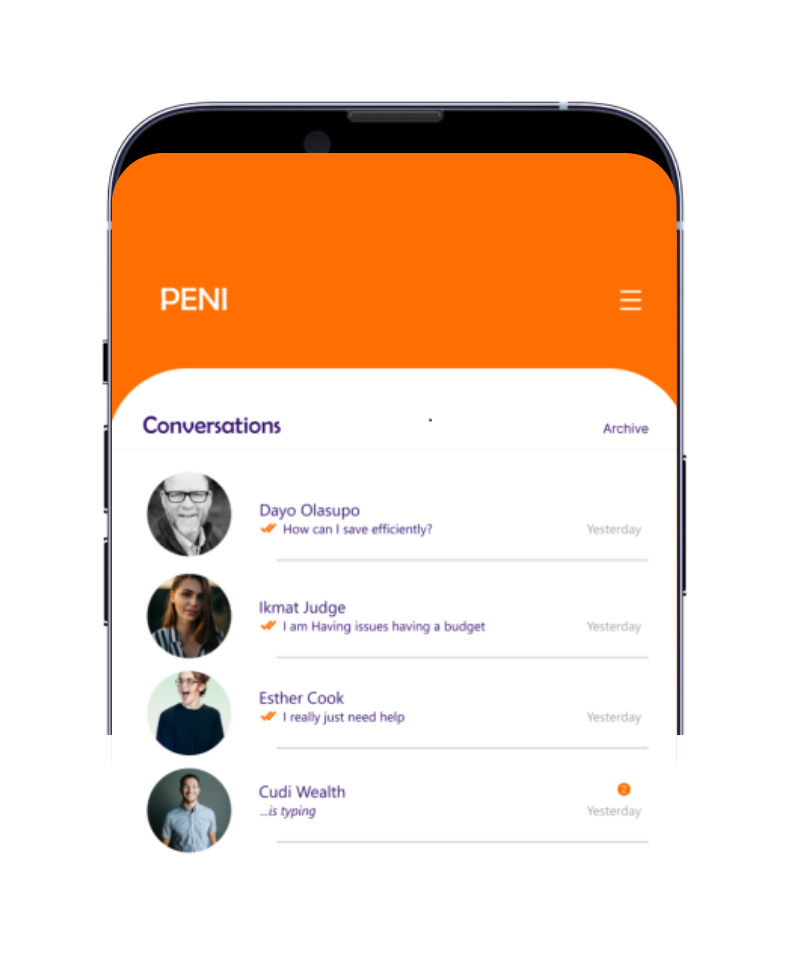 PENI
Conversations
Archive
Dayo Olasupo
How can I save efficiently?
Yesterday
Ikmat Judge
I am Having issues having a budget
Yesterday
Esther Cook
I really just need help
Yesterday
Cudi Wealth
2
...is typing
Yesterday